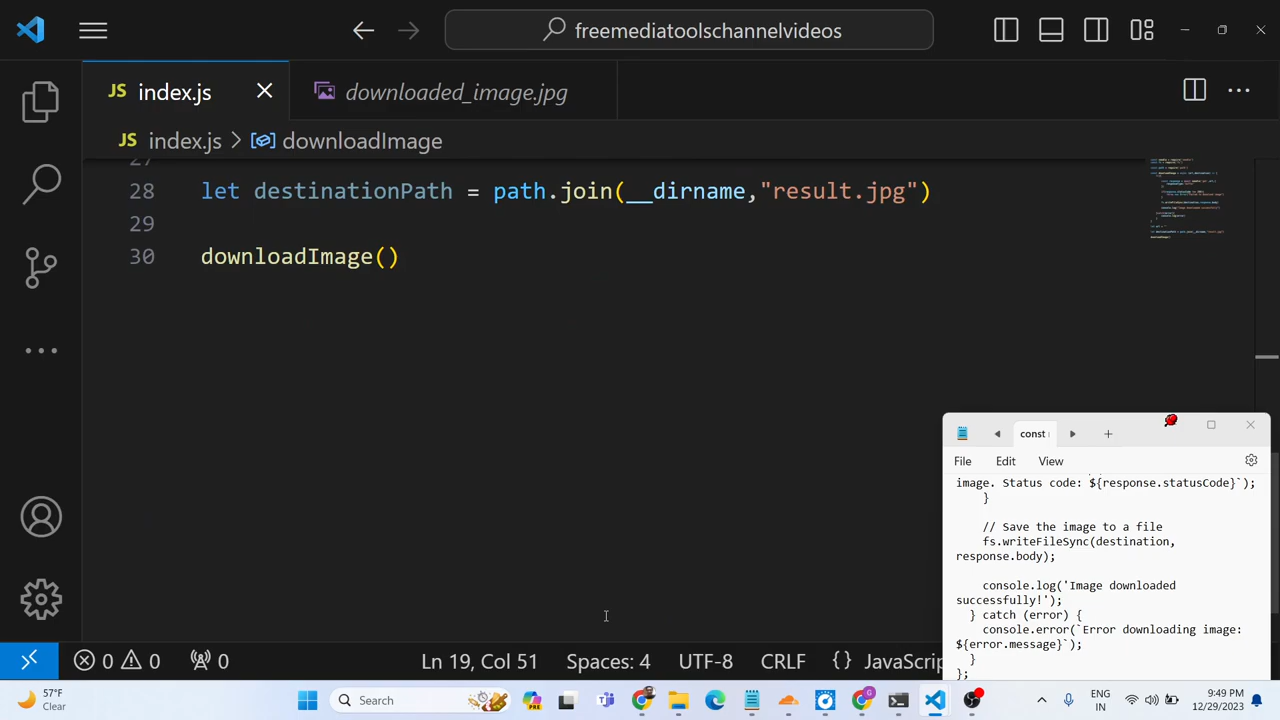 freemediatoolschannelvideos
JS index.js
downloaded_image.jpg
JS index.js > downloadImage
27
28 let destinationPath = path.join(__dirname,"result.jpg")
29
30 downloadImage()
const
File Edit View
image. Status code: ${response.statusCode}`);
}
// Save the image to a file
fs.writeFileSync(destination,
response.body);
console.log('Image downloaded
successfully!');
} catch (error) {
console.error(`Error downloading image:
${error.message}`);
}
};
0 0 0 Ln 19, Col 51 Spaces: 4 UTF-8 CRLF {} JavaScrip
57°F
Clear
Search
ENG
IN
9:49 PM
12/29/2023